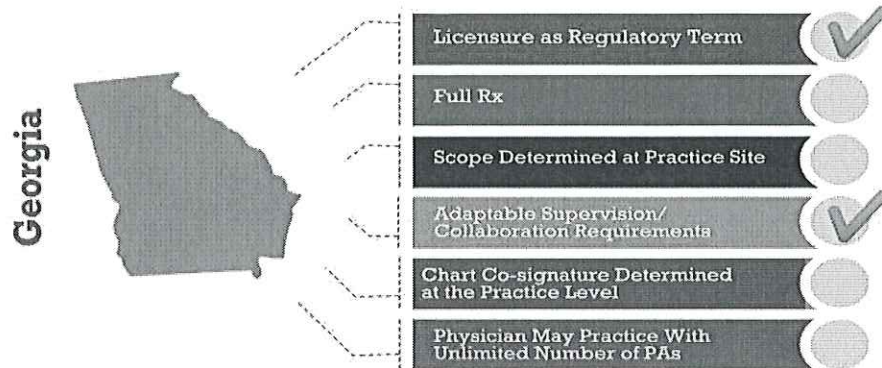 Georgia
Licensure as Regulatory Term
Full Rx
Scope Determined at Practice Site
Adaptable Supervision/
Collaboration Requirements
Chart Co-signature Determined
at the Practice Level
Physician May Practice With
Unlimited Number of PAs